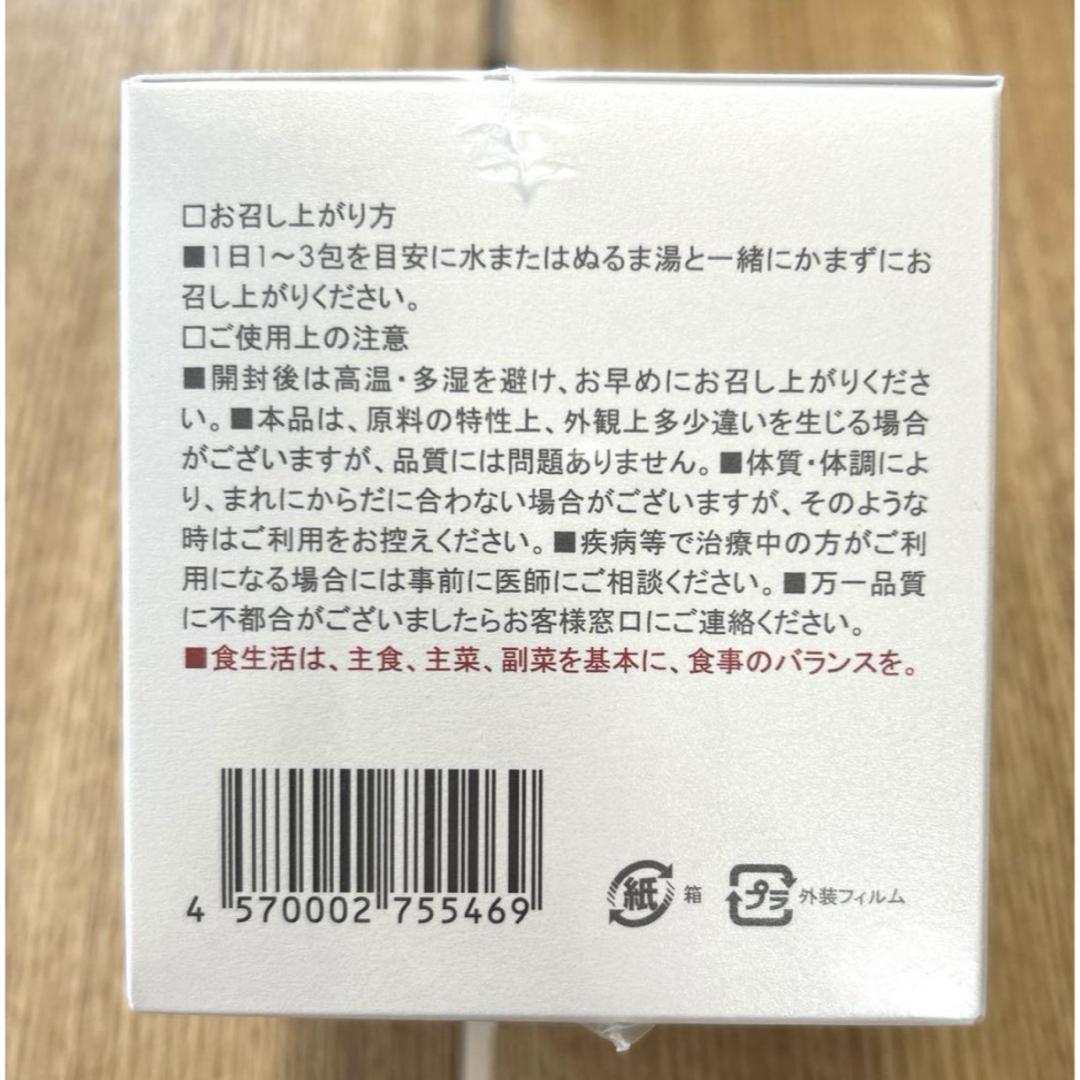 □お召し上がり方
■1日1〜3包を目安に水またはぬるま湯と一緒にかまずにお
召し上がりください。
□ご使用上の注意
■開封後は高温・多湿を避け、お早めにお召し上がりくださ
い。■本品は、原料の特性上、外観上多少違いを生じる場合
がございますが、品質には問題ありません。■体質・体調によ
り、まれにからだに合わない場合がございますが、そのような
時はご利用をお控えください。■疾病等で治療中の方がご利
用になる場合には事前に医師にご相談ください。■万一品質
に不都合がございましたらお客様窓口にご連絡ください。
■食生活は、主食、主菜、副菜を基本に、食事のバランスを。
4 570002 755469
紙 箱 プラ 外装フィルム